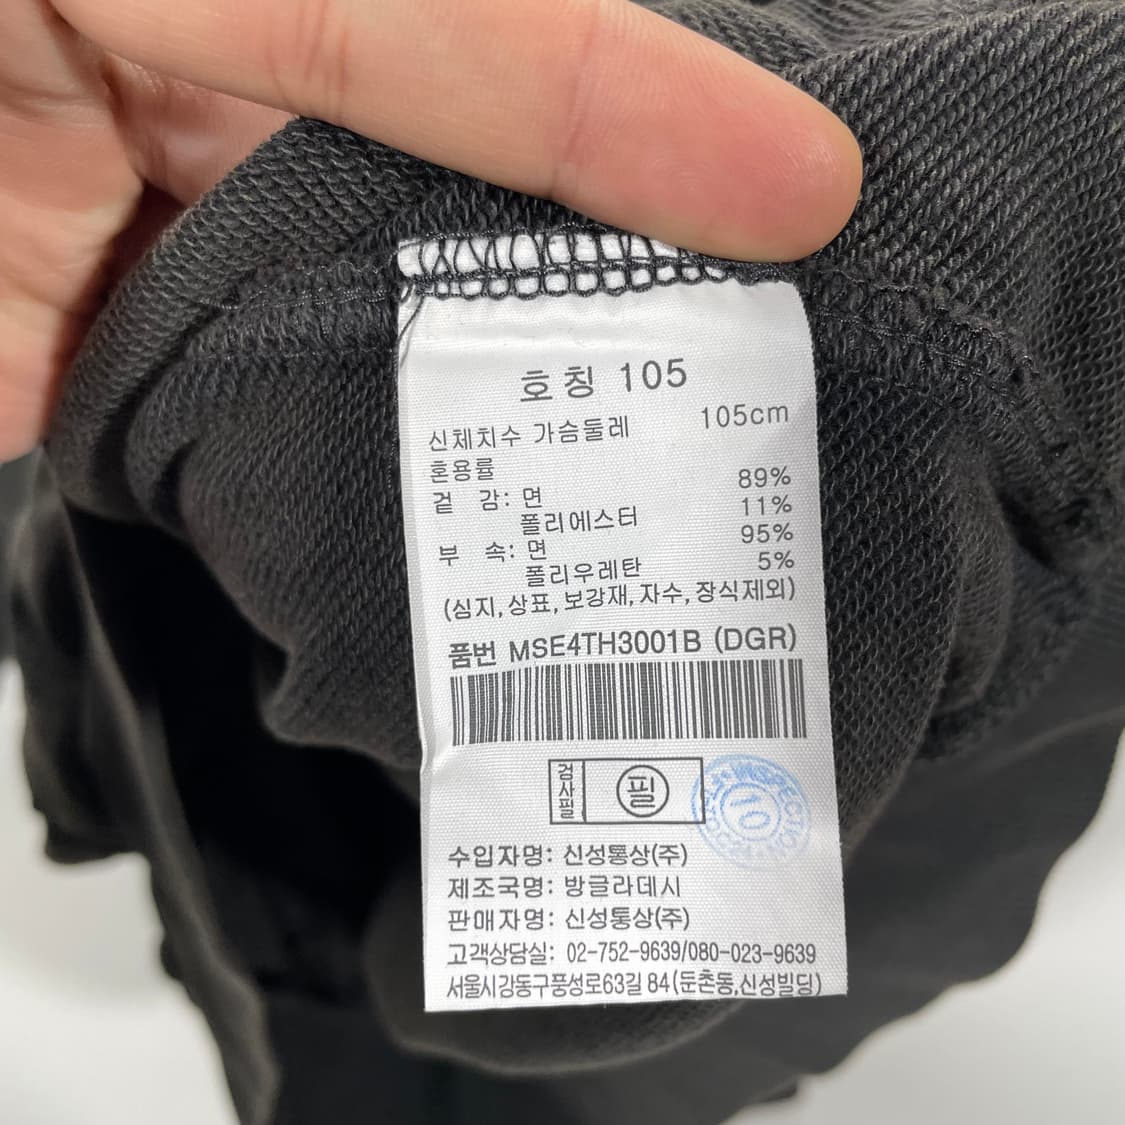 호칭 105
신체치수 가슴둘레 105cm
혼용률
겉 감: 면 89%
폴리에스터 11%
부 속: 면 95%
폴리우레탄 5%
(심지,상표,보강재,자수,장식제외)
품번 MSE4TH3001B (DGR)
검사필 필
INSPECTION
10
수입자명: 신성통상(주)
제조국명: 방글라데시
판매자명: 신성통상(주)
고객상담실: 02-752-9639/080-023-9639
서울시강동구풍성로63길 84(둔촌동,신성빌딩)